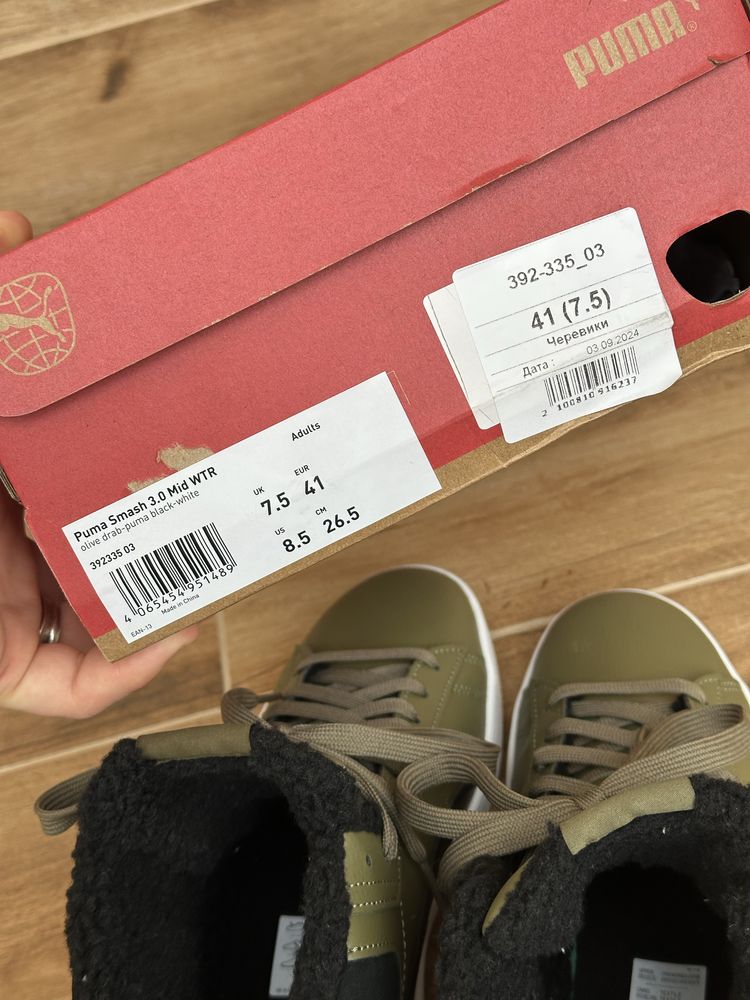 PUMA®
392-335_03
41 (7.5)
Черевики
Дата : 03.09.2024
2 100810 916237
Adults
Puma Smash 3.0 Mid WTR
olive drab-puma black-white
392335 03
UK EUR
7.5 41
US CM
8.5 26.5
4 065454 951489
EAN-13 Made in China